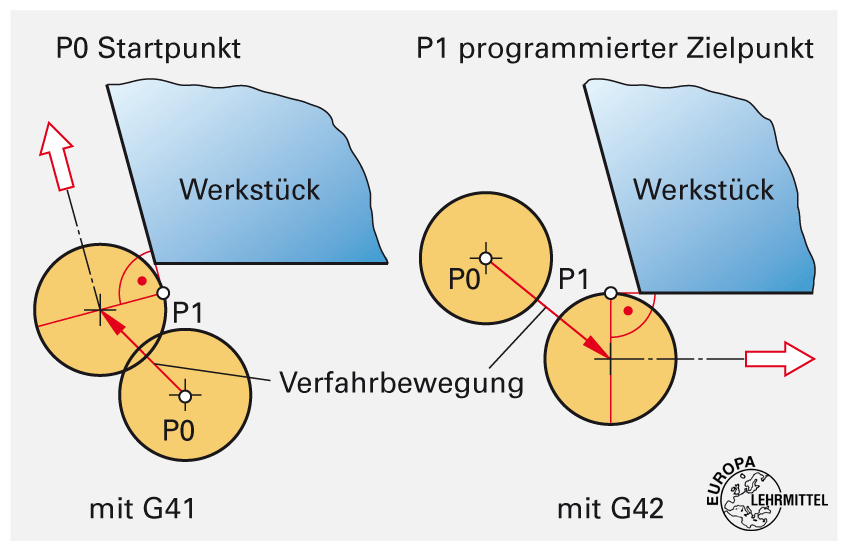 P0 Startpunkt
P1 programmierter Zielpunkt
Werkstück
Werkstück
P0
P1
P1
Verfahrbewegung
P0
mit G41
mit G42
EUROPA
LEHRMITTEL